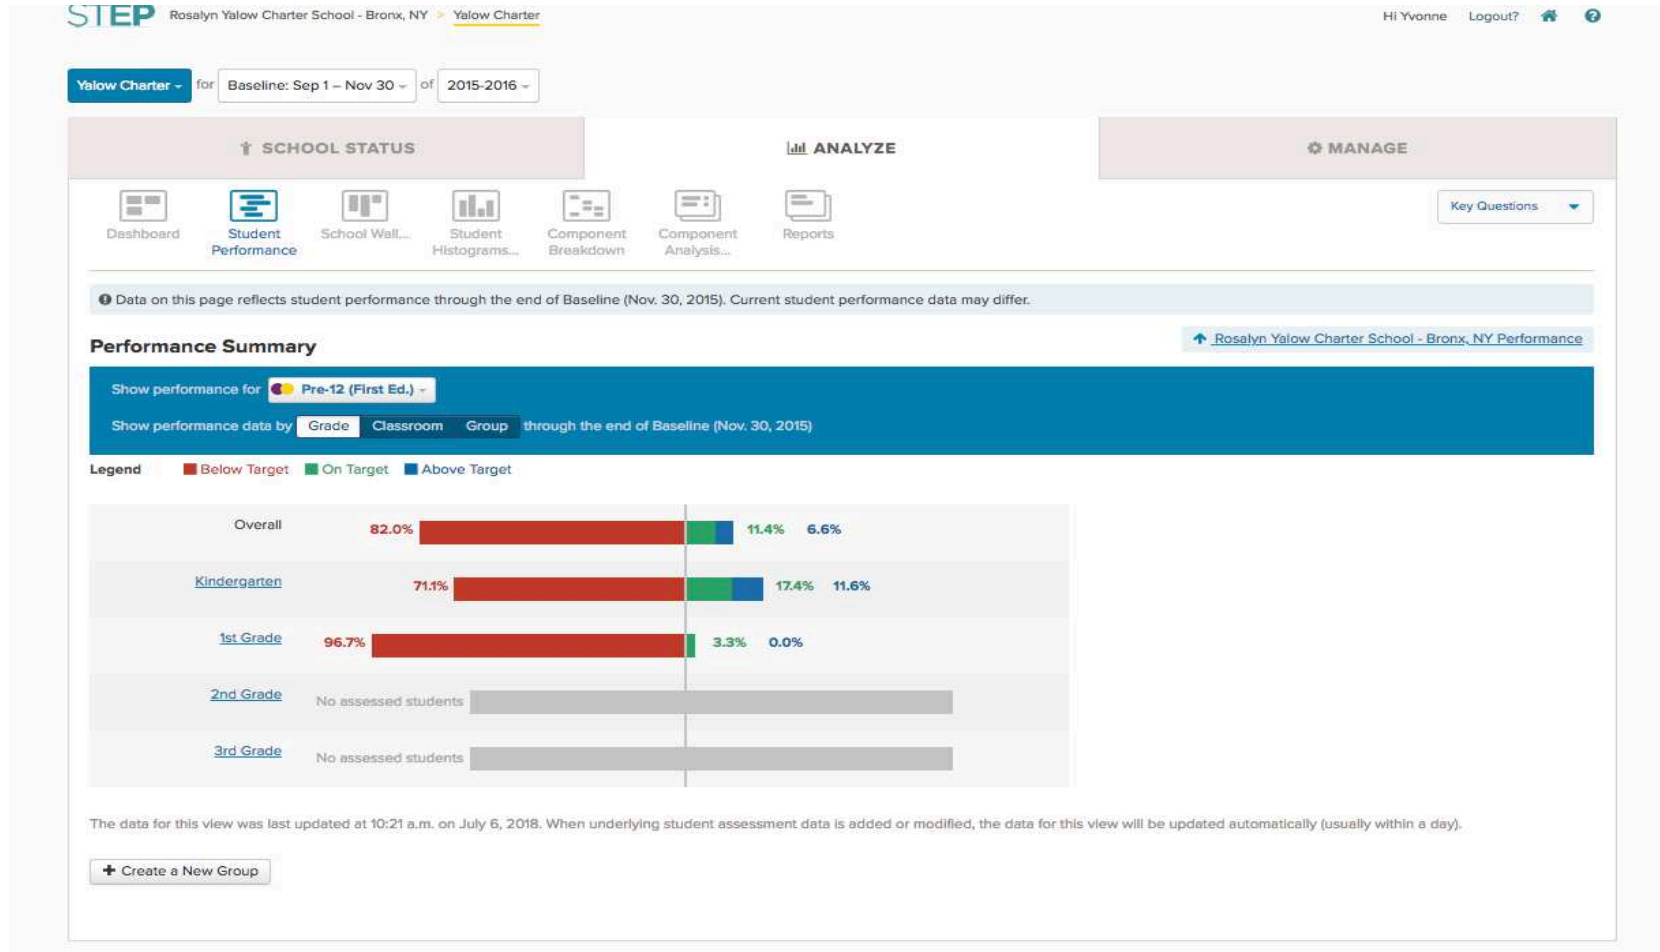 STEP Rosalyn Yalow Charter School - Bronx, NY > Yalow Charter Hi Yvonne Logout?
Yalow Charter for Baseline: Sep 1 – Nov 30 of 2015-2016
SCHOOL STATUS ANALYZE MANAGE
Dashboard Student Performance School Wall... Student Histograms... Component Breakdown Component Analysis... Reports Key Questions
Data on this page reflects student performance through the end of Baseline (Nov. 30, 2015). Current student performance data may differ.
Performance Summary Rosalyn Yalow Charter School - Bronx, NY Performance
Show performance for Pre-12 (First Ed.)
Show performance data by Grade Classroom Group through the end of Baseline (Nov. 30, 2015)
Legend Below Target On Target Above Target
Overall 82.0% 11.4% 6.6%
Kindergarten 71.1% 17.4% 11.6%
1st Grade 96.7% 3.3% 0.0%
2nd Grade No assessed students
3rd Grade No assessed students
The data for this view was last updated at 10:21 a.m. on July 6, 2018. When underlying student assessment data is added or modified, the data for this view will be updated automatically (usually within a day).
+ Create a New Group